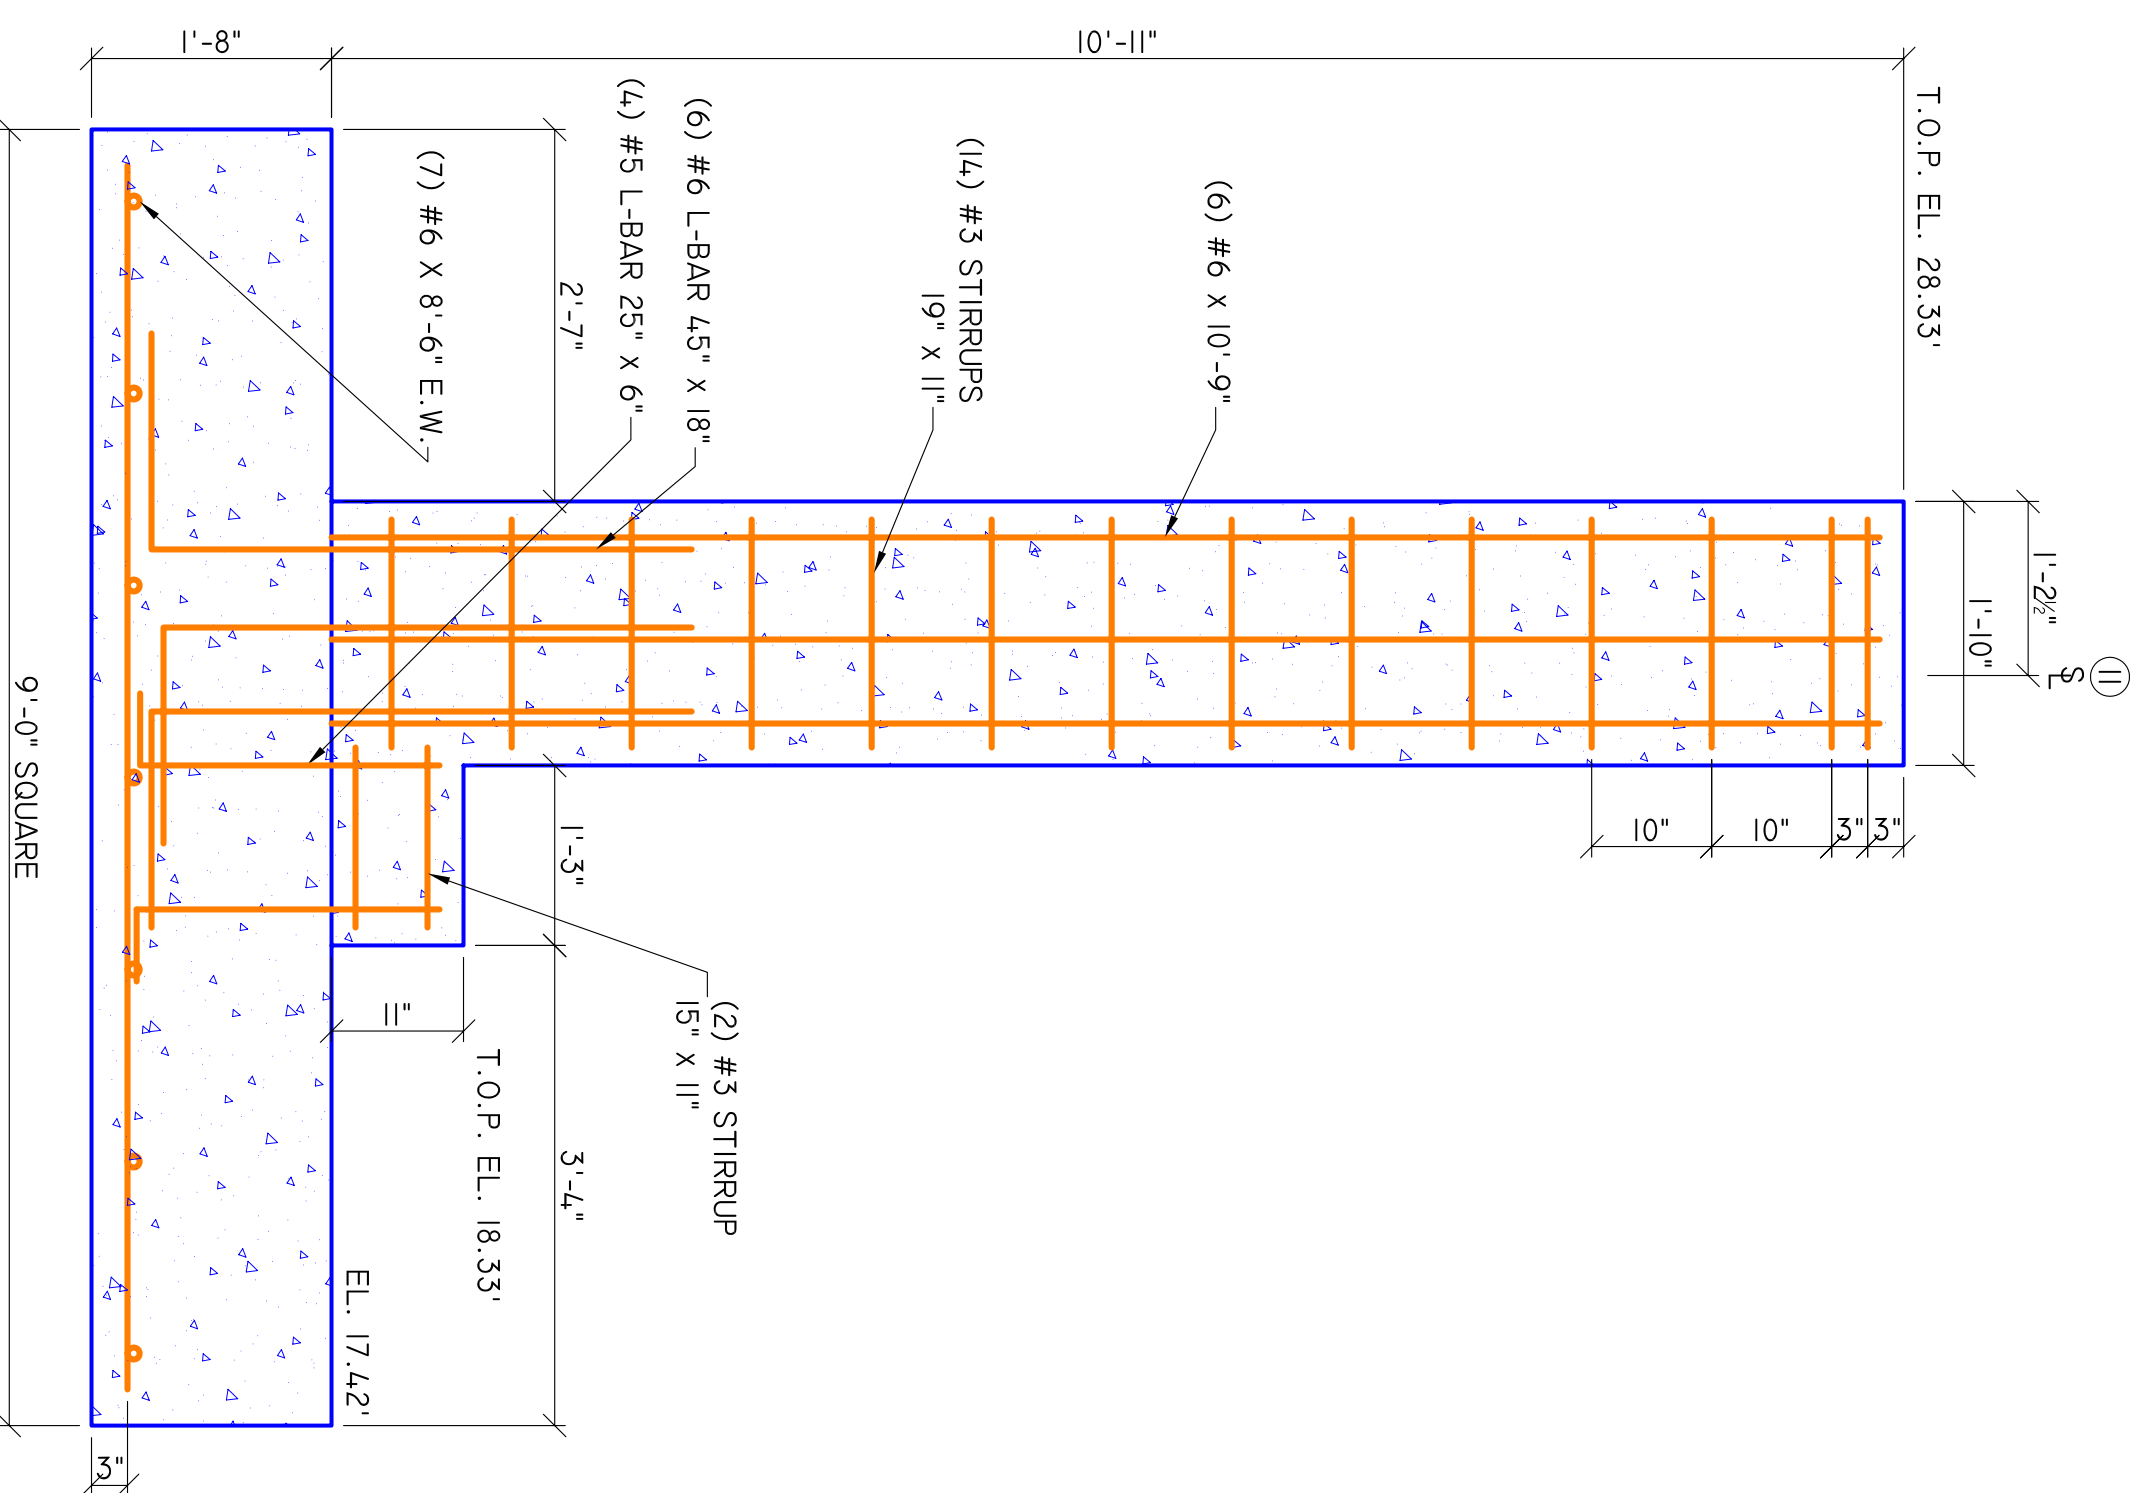 11
SL
1'-2½"
1'-10"
T.O.P. EL. 28.33'
10'-11"
3"
3"
10"
10"
(6) #6 x 10'-9"
(14) #3 STIRRUPS
19" x 11"
(6) #6 L-BAR 45" x 18"
(4) #5 L-BAR 25" x 6"
2'-7"
1'-3"
3'-4"
(2) #3 STIRRUP
15" x 11"
T.O.P. EL. 18.33'
11"
(7) #6 X 8'-6" E.W.
EL. 17.42'
1'-8"
3"
9'-0" SQUARE